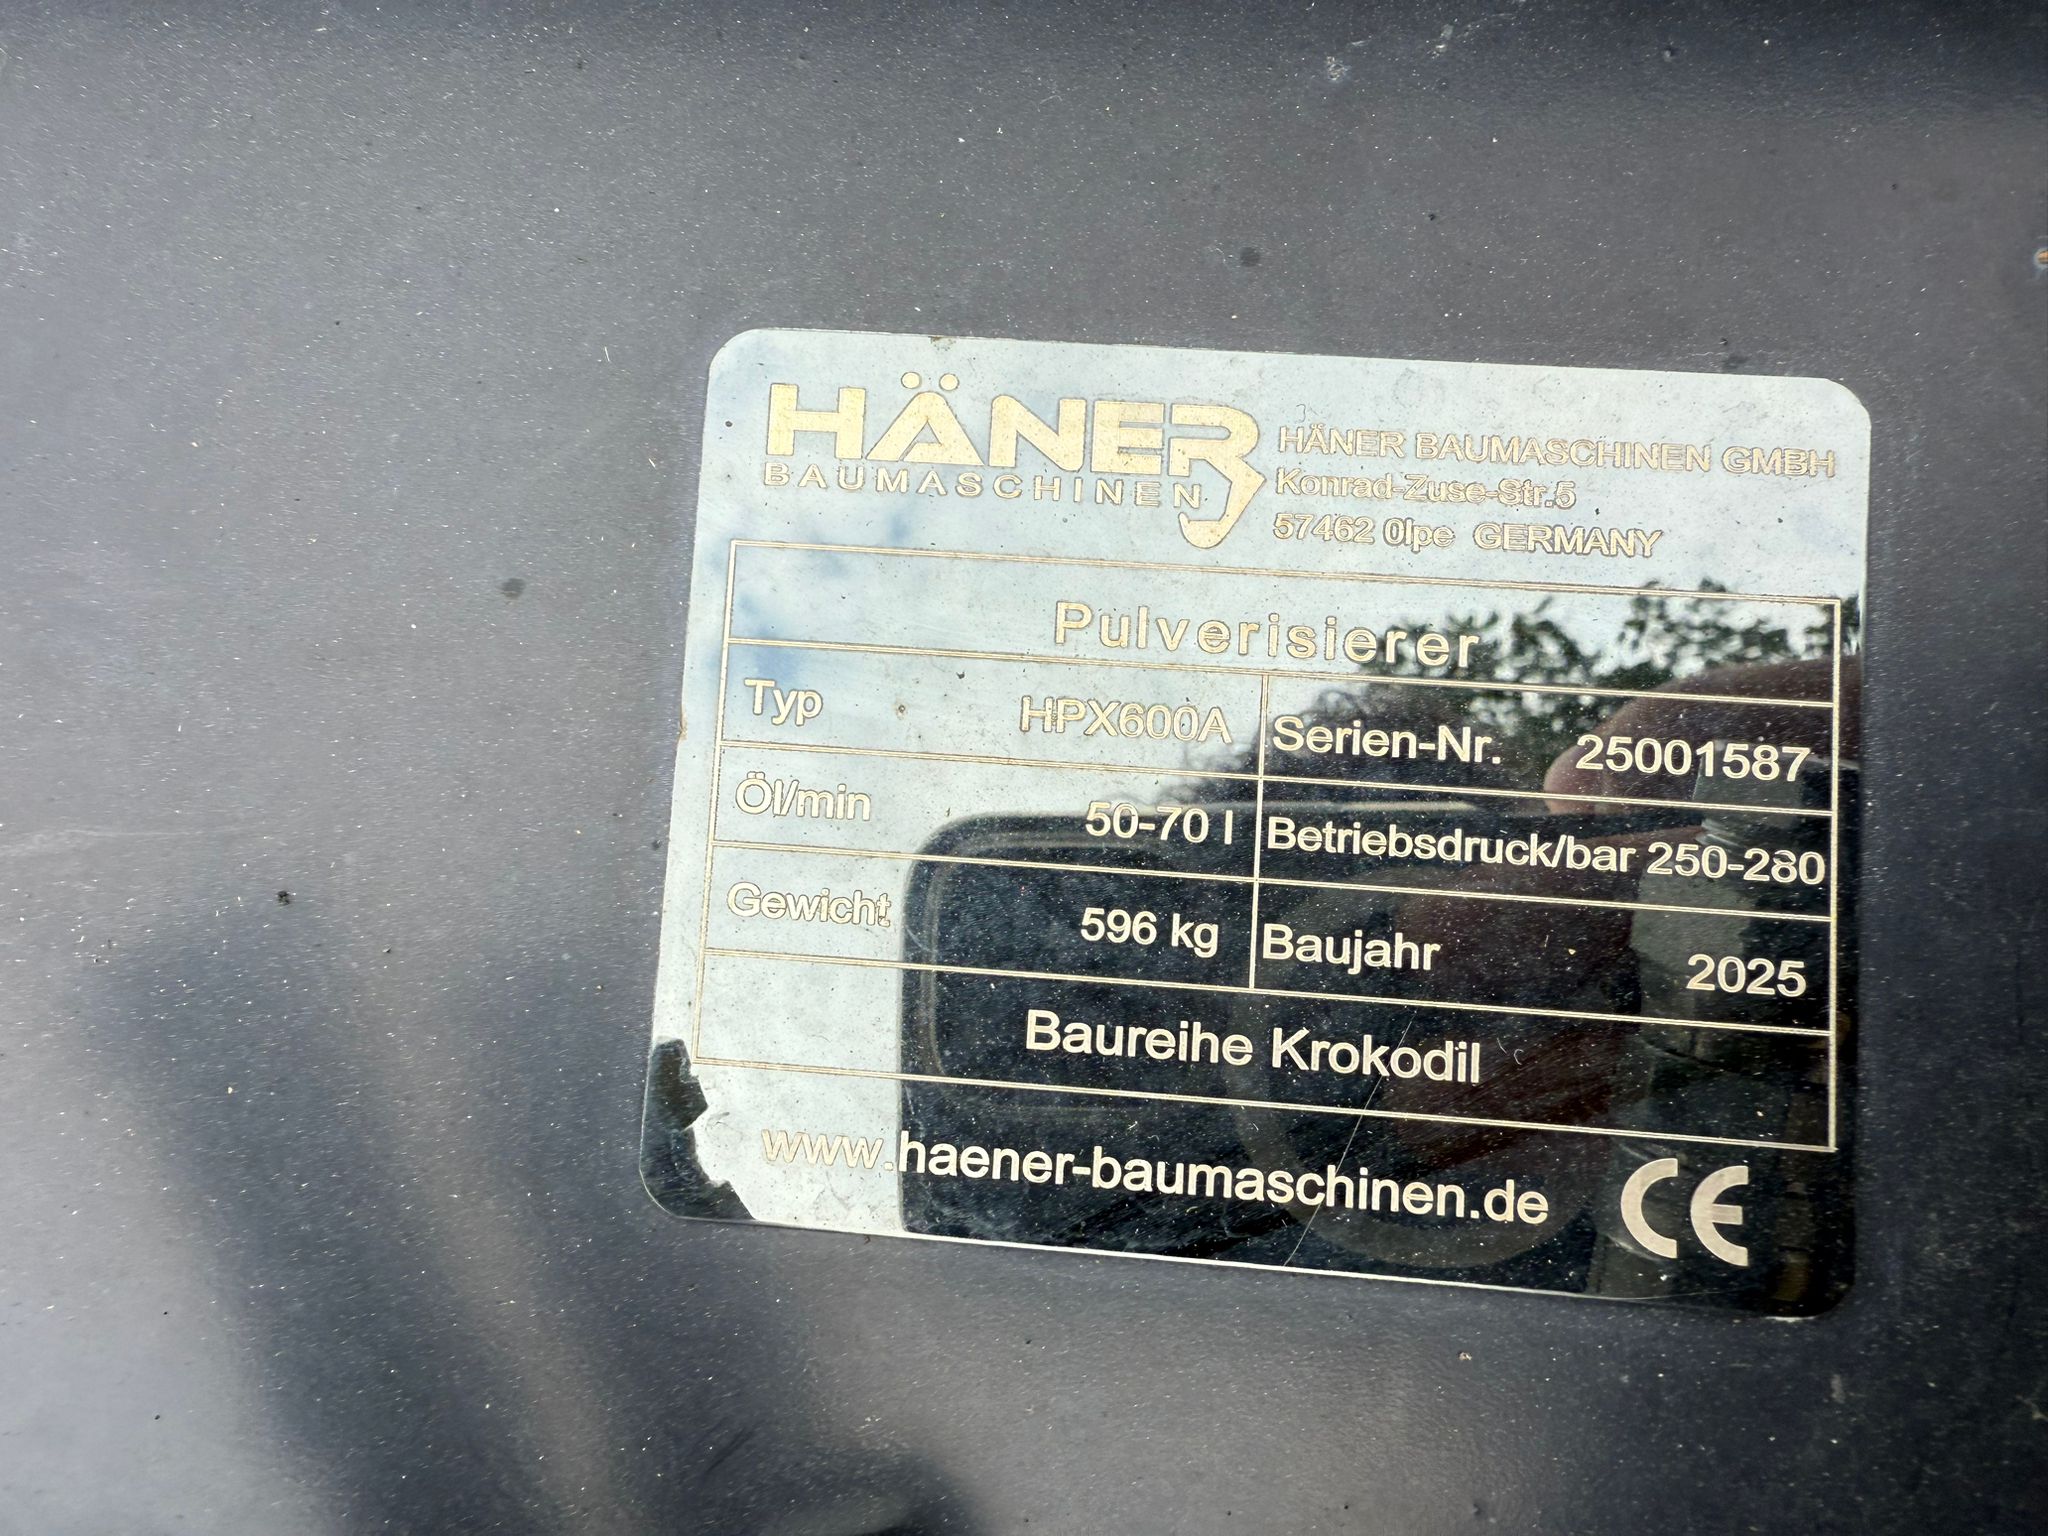 HÄNER
BAUMASCHINEN
HÄNER BAUMASCHINEN GMBH
Konrad-Zuse-Str.5
57462 Olpe GERMANY
Pulverisierer
Typ HPX600A Serien-Nr. 25001587
Öl/min 50-70 l Betriebsdruck/bar 250-280
Gewicht 596 kg Baujahr 2025
Baureihe Krokodil
www.haener-baumaschinen.de CE